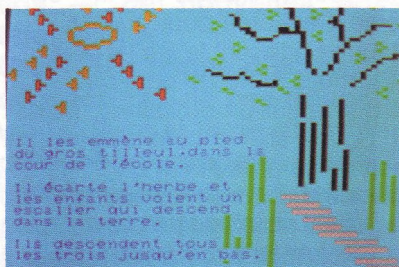 Il les emmène au pied
du gros tilleul.dans la
cour de l'école.
Il écarte l'herbe et
les enfants voient un
escalier qui descend
dans la terre.
Ils descendent tous
les trois jusqu'en bas.